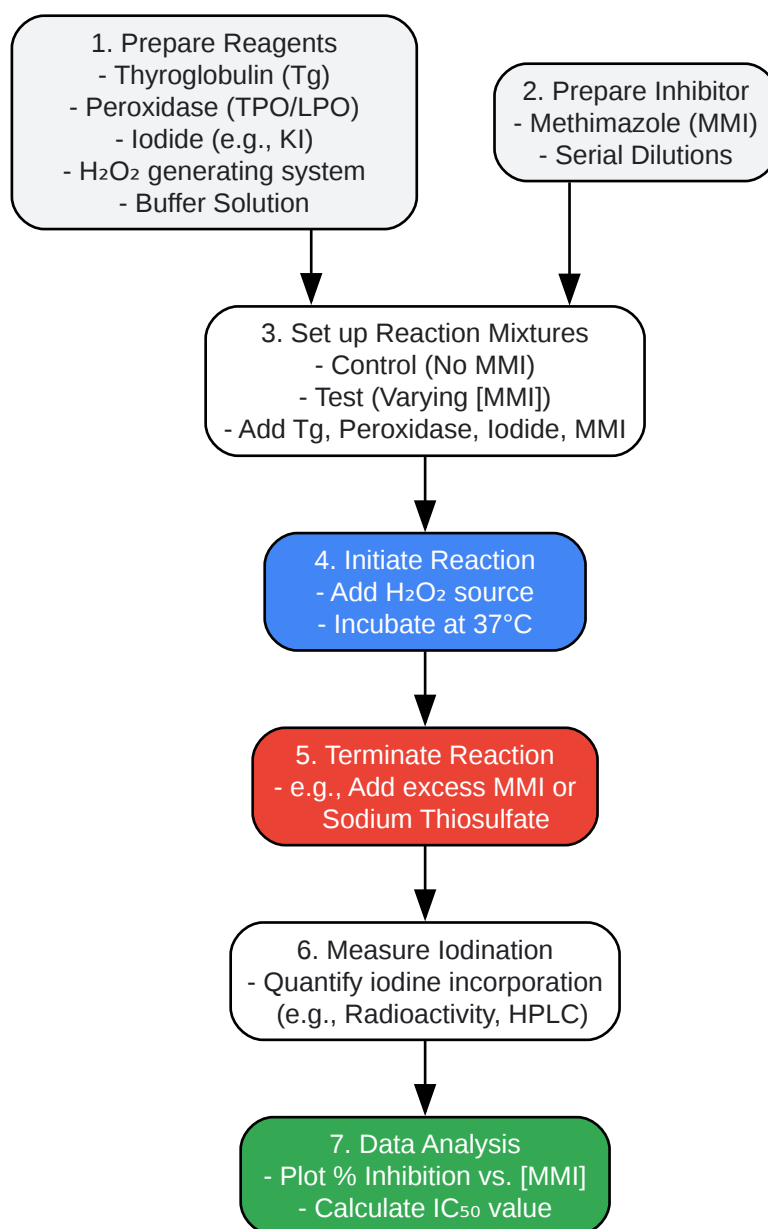 1. Prepare Reagents
- Thyroglobulin (Tg)
- Peroxidase (TPO/LPO)
- Iodide (e.g., KI)
- H₂O₂ generating system
- Buffer Solution
2. Prepare Inhibitor
- Methimazole (MMI)
- Serial Dilutions
3. Set up Reaction Mixtures
- Control (No MMI)
- Test (Varying [MMI])
- Add Tg, Peroxidase, Iodide, MMI
4. Initiate Reaction
- Add H₂O₂ source
- Incubate at 37°C
5. Terminate Reaction
- e.g., Add excess MMI or
Sodium Thiosulfate
6. Measure Iodination
- Quantify iodine incorporation
(e.g., Radioactivity, HPLC)
7. Data Analysis
- Plot % Inhibition vs. [MMI]
- Calculate IC₅₀ value